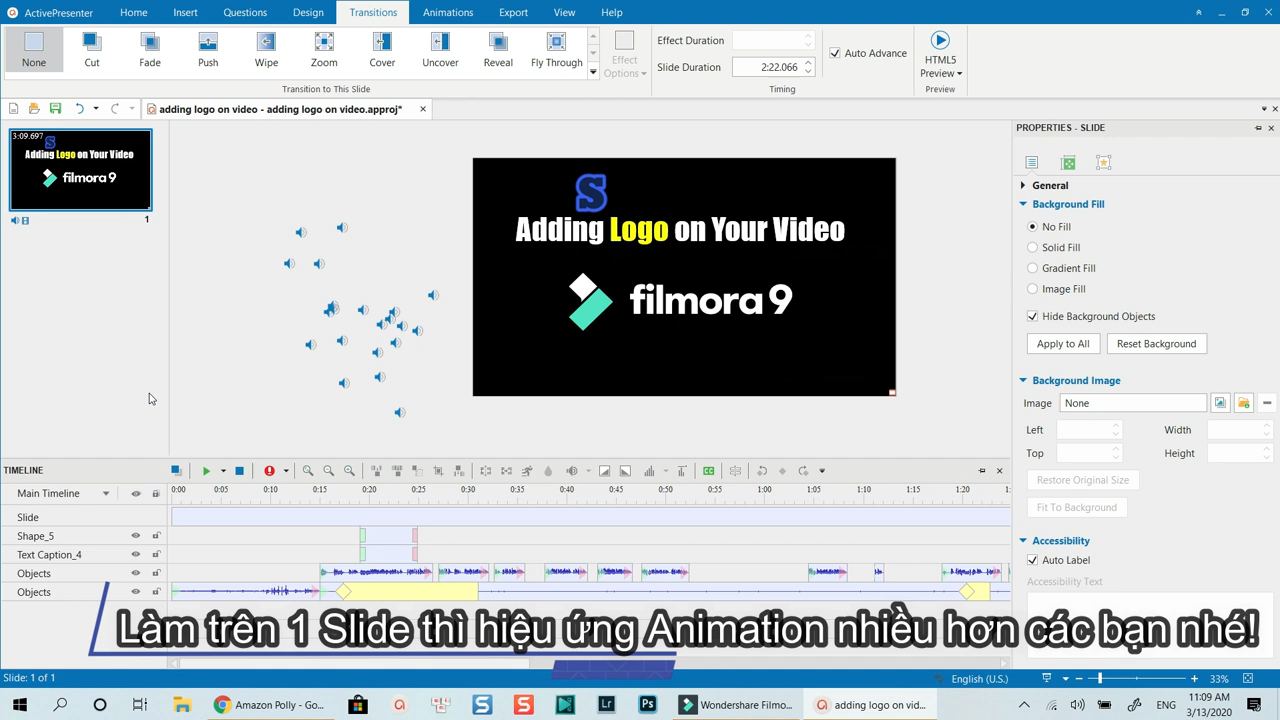 ActivePresenter
Home
Insert
Questions
Design
Transitions
Animations
Export
View
Help
None
Cut
Fade
Push
Wipe
Zoom
Cover
Uncover
Reveal
Fly Through
Effect
Options
Transition to This Slide
Effect Duration
Slide Duration
2:22.066
Auto Advance
Timing
HTML5
Preview
Preview
adding logo on video - adding logo on video.approj*
3:09.697
S
Adding Logo on Your Video
filmora 9
1
S
Adding Logo on Your Video
filmora 9
PROPERTIES - SLIDE
General
Background Fill
No Fill
Solid Fill
Gradient Fill
Image Fill
Hide Background Objects
Apply to All
Reset Background
Background Image
Image
None
Left
Width
Top
Height
Restore Original Size
Fit To Background
Accessibility
Auto Label
Accessibility Text
TIMELINE
CC
Main Timeline
0:00
0:05
0:10
0:15
0:20
0:25
0:30
0:35
0:40
0:45
0:50
0:55
1:00
1:05
1:10
1:15
1:20
Slide
Shape_5
Text Caption_4
Objects
Objects
Làm trên 1 Slide thì hiệu ứng Animation nhiều hơn các bạn nhé!
Slide: 1 of 1
English (U.S.)
33%
Amazon Polly - Go...
S
S
Lr
Ps
Wondershare Filmo...
adding logo on vid...
ENG
11:09 AM
3/13/2020